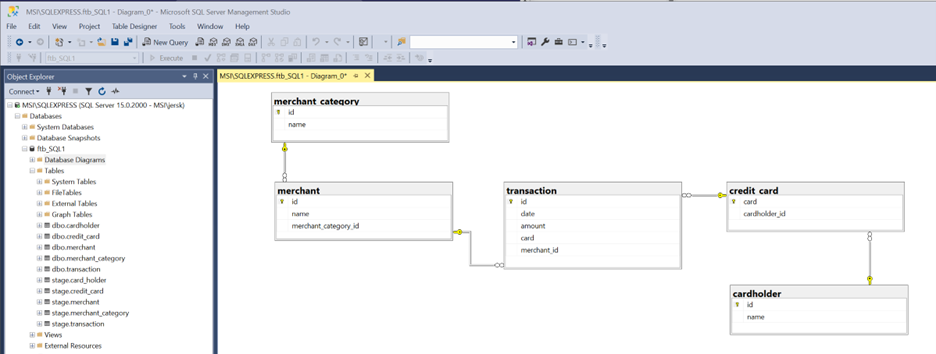 MSI\SQLEXPRESS.ftb_SQL1 - Diagram_0* - Microsoft SQL Server Management Studio
File Edit View Project Table Designer Tools Window Help
New Query
ftb_SQL1 Execute
Object Explorer
Connect
MSI\SQLEXPRESS (SQL Server 15.0.2000 - MSI\jersk)
Databases
System Databases
Database Snapshots
ftb_SQL1
Database Diagrams
Tables
System Tables
FileTables
External Tables
Graph Tables
dbo.cardholder
dbo.credit_card
dbo.merchant
dbo.merchant_category
dbo.transaction
stage.card_holder
stage.credit_card
stage.merchant
stage.merchant_category
stage.transaction
Views
External Resources
MSI\SQLEXPRESS.ftb_SQL1 - Diagram_0*
merchant_category
id
name
merchant
id
name
merchant_category_id
transaction
id
date
amount
card
merchant_id
credit_card
card
cardholder_id
cardholder
id
name